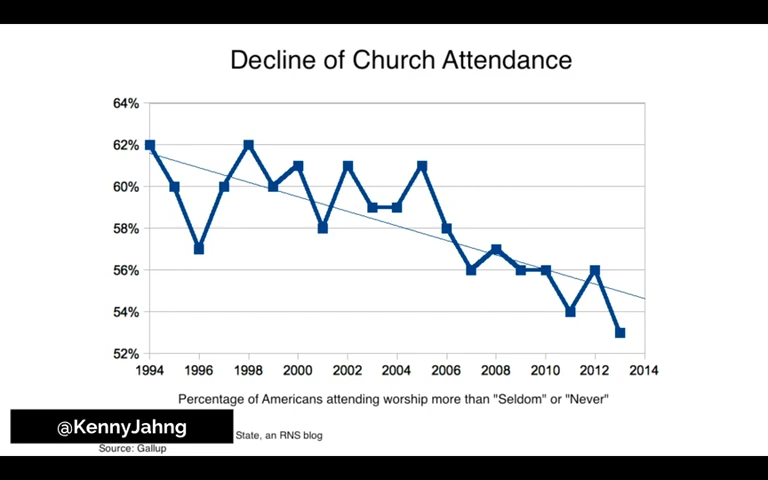 Decline of Church Attendance
64%
62%
60%
58%
56%
54%
52%
1994 1996 1998 2000 2002 2004 2006 2008 2010 2012 2014
Percentage of Americans attending worship more than "Seldom" or "Never"
@KennyJahng
State, an RNS blog
Source: Gallup